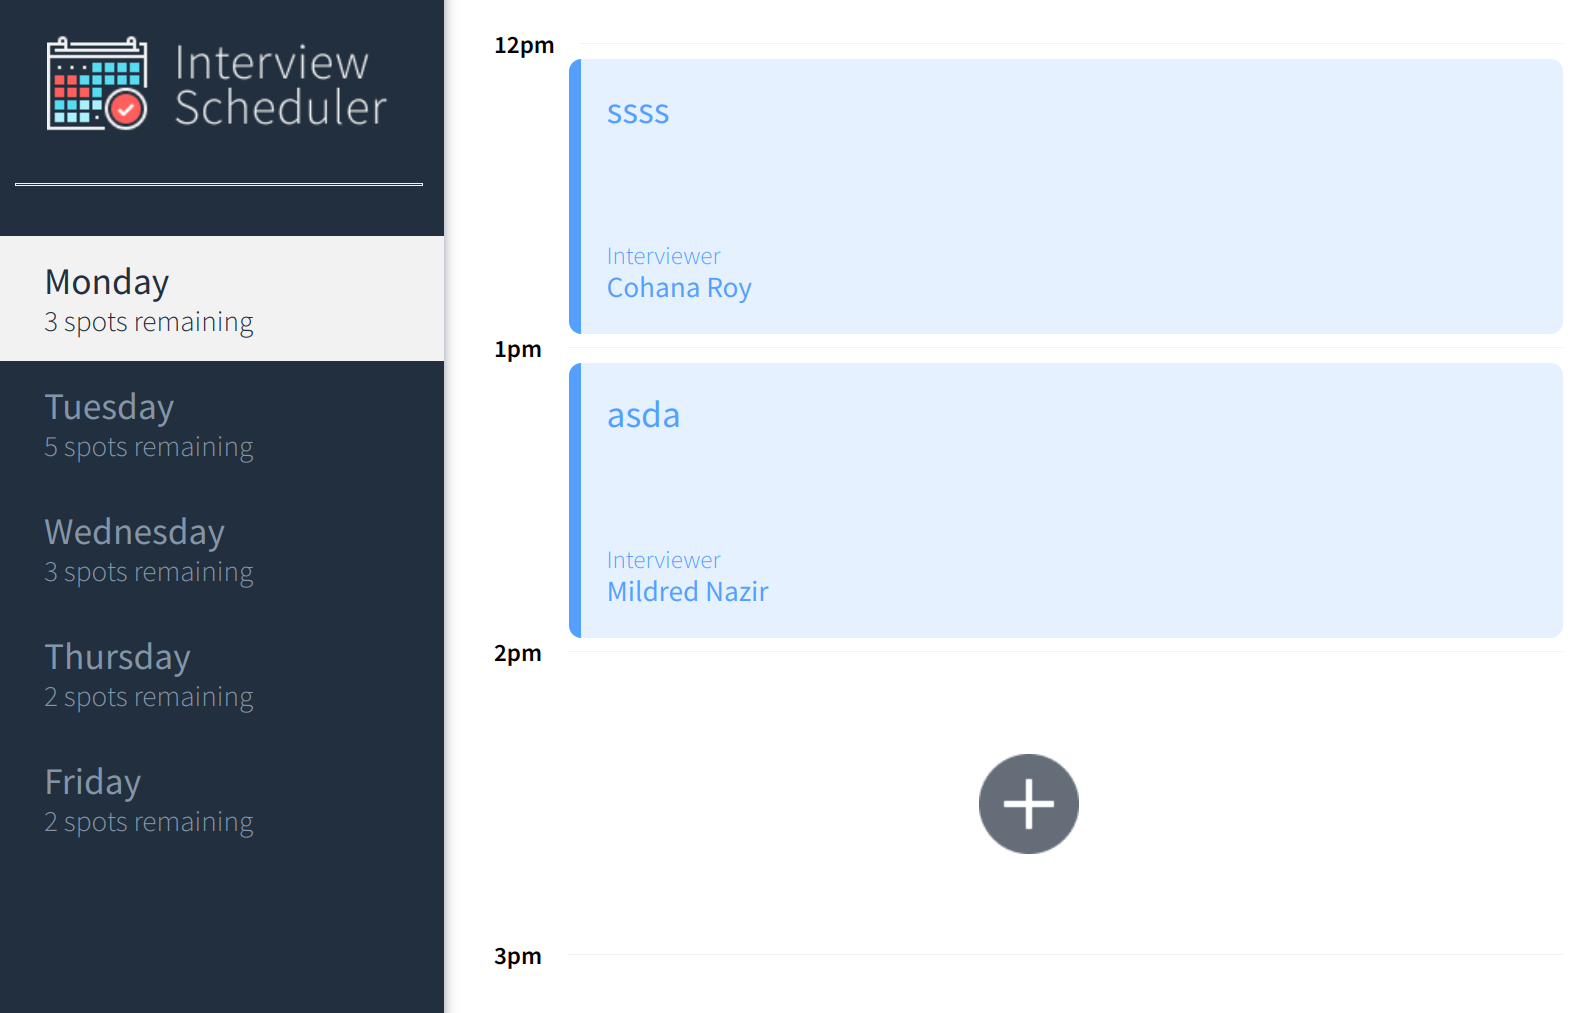 Interview
Scheduler
Monday
3 spots remaining
Tuesday
5 spots remaining
Wednesday
3 spots remaining
Thursday
2 spots remaining
Friday
2 spots remaining
12pm
ssss
Interviewer
Cohana Roy
1pm
asda
Interviewer
Mildred Nazir
2pm
3pm